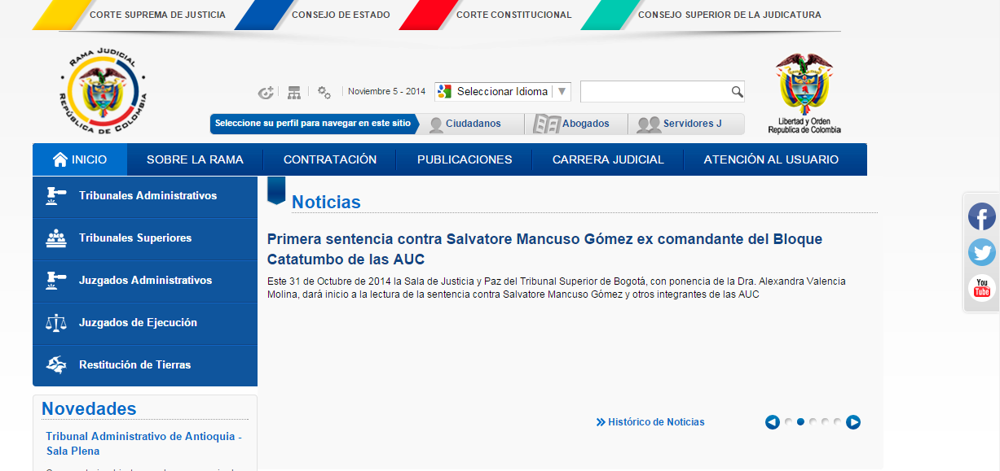 CORTE SUPREMA DE JUSTICIA
CONSEJO DE ESTADO
CORTE CONSTITUCIONAL
CONSEJO SUPERIOR DE LA JUDICATURA
RAMA JUDICIAL
REPÚBLICA DE COLOMBIA
Noviembre 5 - 2014
Seleccionar Idioma
Libertad y Orden
Republica de Colombia
Seleccione su perfil para navegar en este sitio
Ciudadanos
Abogados
Servidores J
INICIO
SOBRE LA RAMA
CONTRATACIÓN
PUBLICACIONES
CARRERA JUDICIAL
ATENCIÓN AL USUARIO
Tribunales Administrativos
Tribunales Superiores
Juzgados Administrativos
Juzgados de Ejecución
Restitución de Tierras
Noticias
Primera sentencia contra Salvatore Mancuso Gómez ex comandante del Bloque
Catatumbo de las AUC
Este 31 de Octubre de 2014 la Sala de Justicia y Paz del Tribunal Superior de Bogotá, con ponencia de la Dra. Alexandra Valencia
Molina, dará inicio a la lectura de la sentencia contra Salvatore Mancuso Gómez y otros integrantes de las AUC
Histórico de Noticias
You
Tube
Novedades
Tribunal Administrativo de Antioquia -
Sala Plena